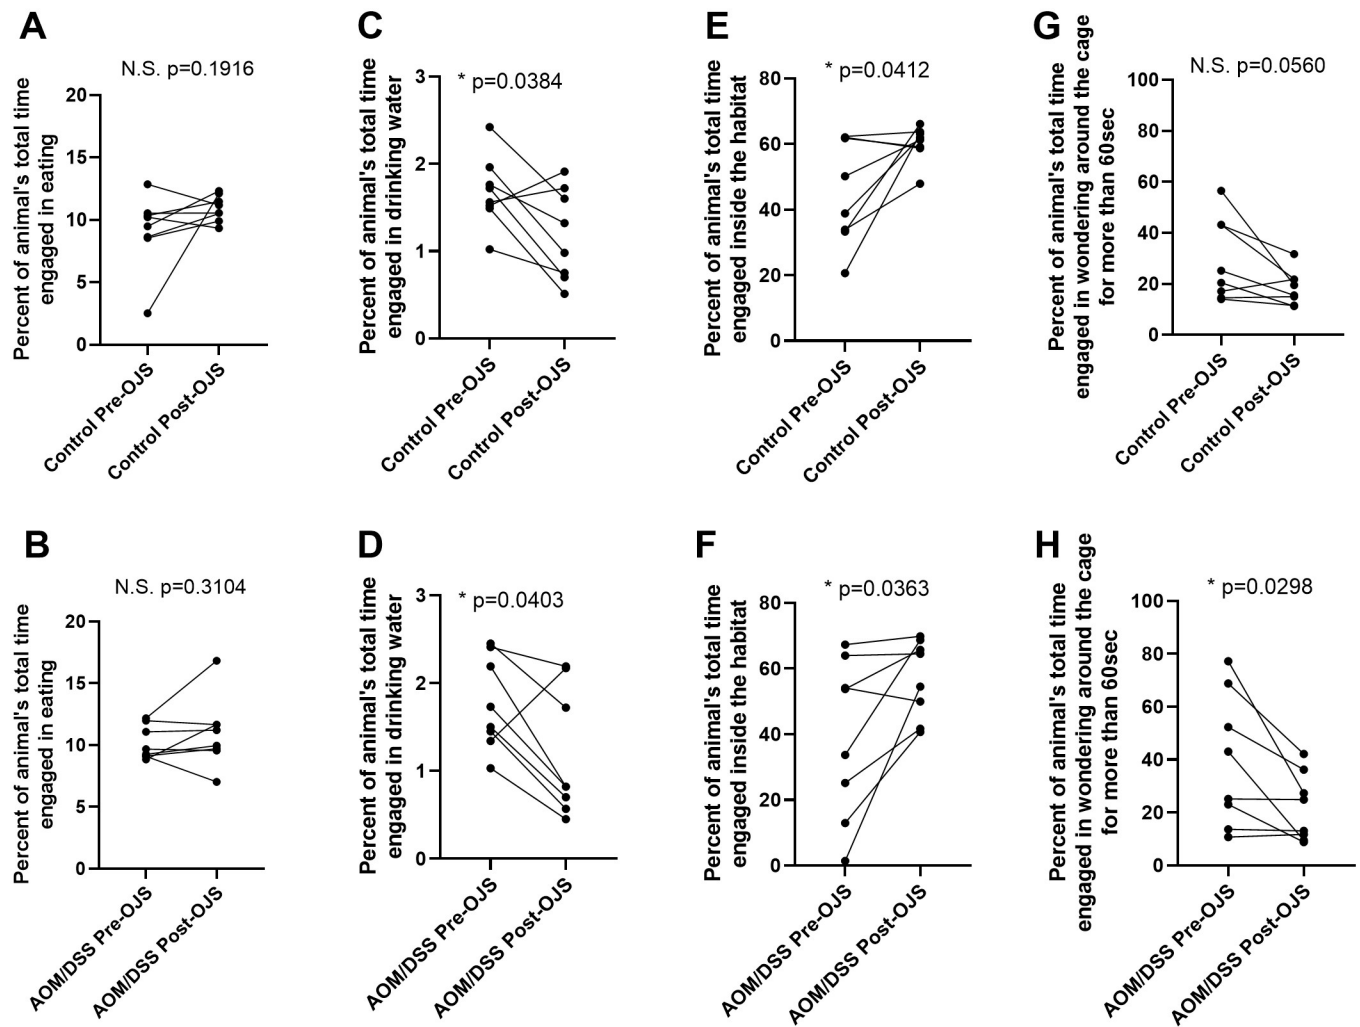 A
N.S. p=0.1916
Percent of animal's total time
engaged in eating
20
15
10
5
0
Control Pre-OJS
Control Post-OJS
C
* p=0.0384
Percent of animal's total time
engaged in drinking water
3
2
1
0
Control Pre-OJS
Control Post-OJS
E
* p=0.0412
Percent of animal's total time
engaged inside the habitat
80
60
40
20
0
Control Pre-OJS
Control Post-OJS
G
N.S. p=0.0560
Percent of animal's total time
engaged in wondering around the cage
for more than 60sec
100
80
60
40
20
0
Control Pre-OJS
Control Post-OJS
B
N.S. p=0.3104
Percent of animal's total time
engaged in eating
20
15
10
5
0
AOM/DSS Pre-OJS
AOM/DSS Post-OJS
D
* p=0.0403
Percent of animal's total time
engaged in drinking water
3
2
1
0
AOM/DSS Pre-OJS
AOM/DSS Post-OJS
F
* p=0.0363
Percent of animal's total time
engaged inside the habitat
80
60
40
20
0
AOM/DSS Pre-OJS
AOM/DSS Post-OJS
H
* p=0.0298
Percent of animal's total time
engaged in wondering around the cage
for more than 60sec
100
80
60
40
20
0
AOM/DSS Pre-OJS
AOM/DSS Post-OJS